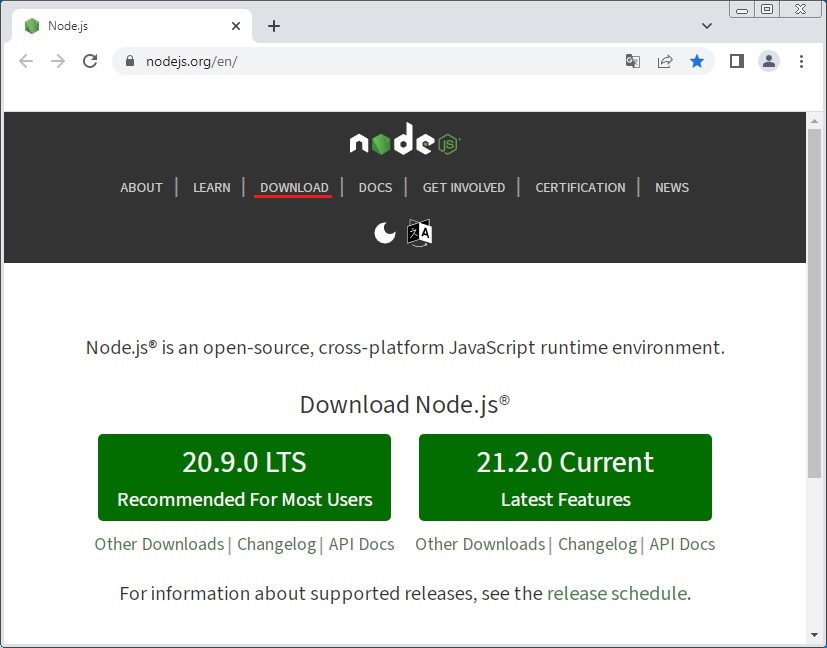 Node.js
nodejs.org/en/
node JS
ABOUT | LEARN | DOWNLOAD | DOCS | GET INVOLVED | CERTIFICATION | NEWS
文 A
Node.js® is an open-source, cross-platform JavaScript runtime environment.
Download Node.js®
20.9.0 LTS
Recommended For Most Users
21.2.0 Current
Latest Features
Other Downloads | Changelog | API Docs
Other Downloads | Changelog | API Docs
For information about supported releases, see the release schedule.